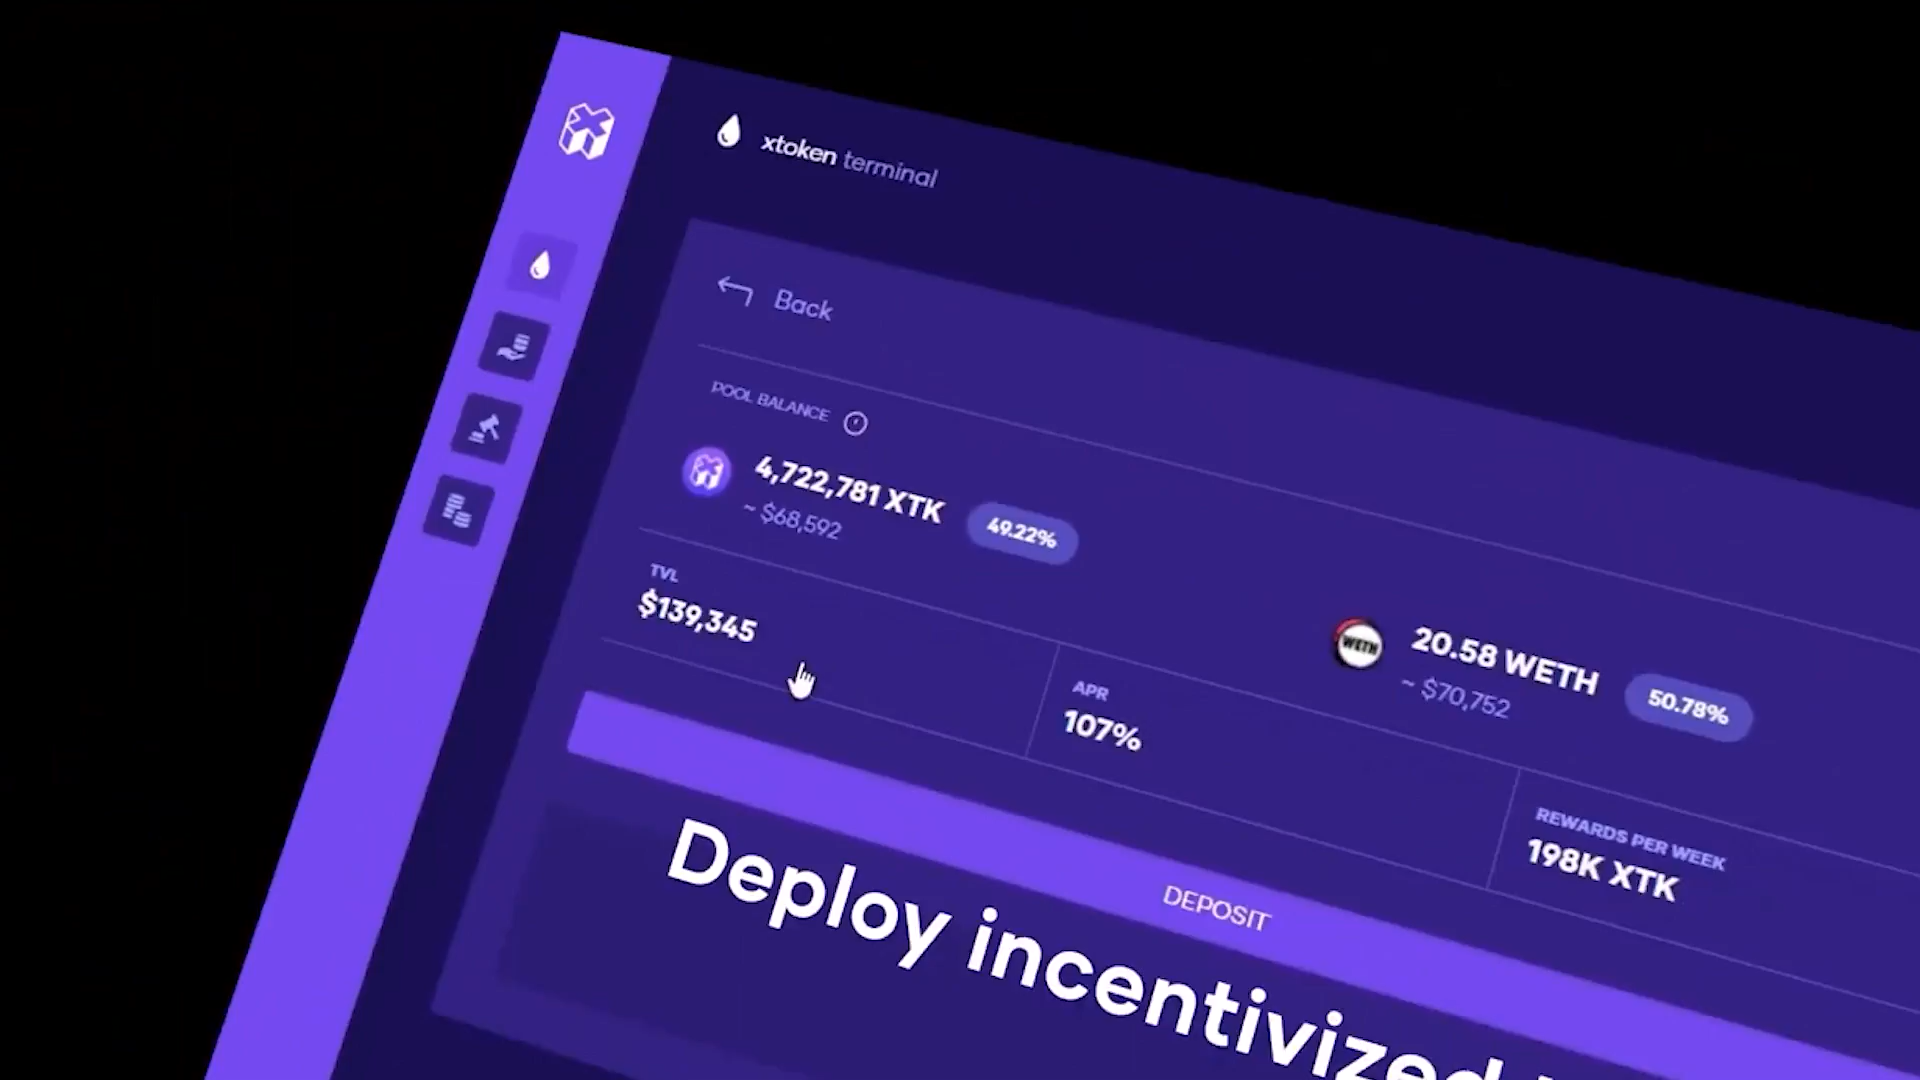 xtoken terminal
Back
POOL BALANCE
4,722,781 XTK
~ $68,592
49.22%
WETH
20.58 WETH
~ $70,752
50.78%
TVL
$139,345
APR
107%
REWARDS PER WEEK
198K XTK
DEPOSIT
Deploy incentivized